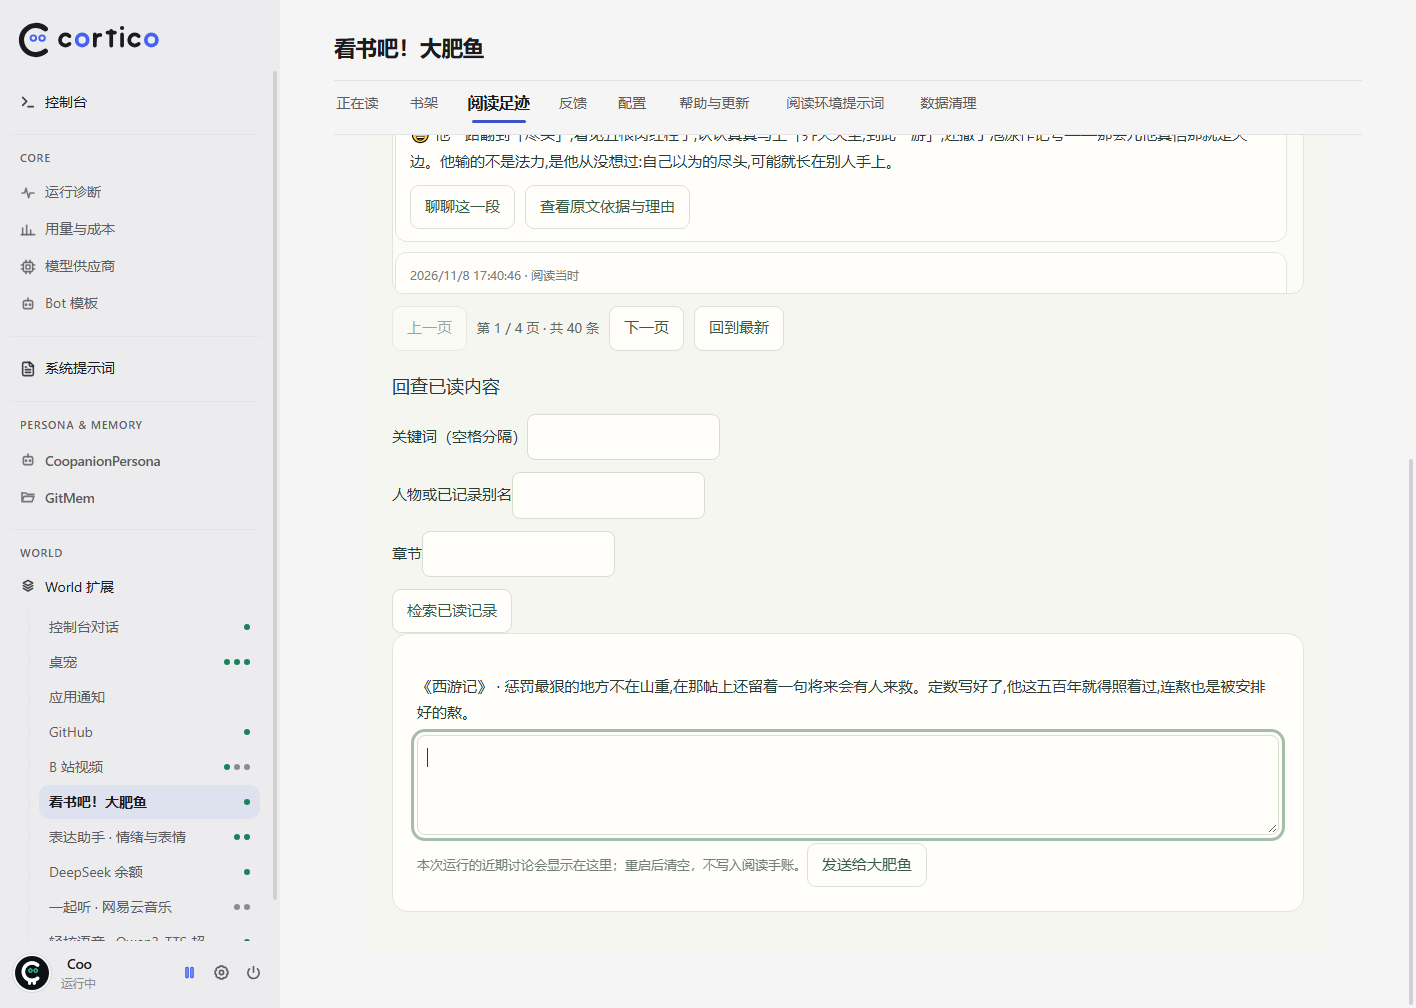 cortico
控制台
CORE
运行诊断
用量与成本
模型供应商
Bot 模板
系统提示词
PERSONA & MEMORY
CoopanionPersona
GitMem
WORLD
World 扩展
控制台对话
桌宠
应用通知
GitHub
B 站视频
看书吧！大肥鱼
表达助手 · 情绪与表情
DeepSeek 余额
一起听 · 网易云音乐
Coo
运行中
看书吧！大肥鱼
正在读
书架
阅读足迹
反馈
配置
帮助与更新
阅读环境提示词
数据清理
边。他输的不是法力,是他从没想过:自己以为的尽头,可能就长在别人手上。
聊聊这一段
查看原文依据与理由
2026/11/8 17:40:46 · 阅读当时
上一页
第 1 / 4 页 · 共 40 条
下一页
回到最新
回查已读内容
关键词（空格分隔）
人物或已记录别名
章节
检索已读记录
《西游记》 · 惩罚最狠的地方不在山重,在那帖上还留着一句将来会有人来救。定数写好了,他这五百年就得照着过,连熬也是被安排
好的熬。
本次运行的近期讨论会显示在这里；重启后清空，不写入阅读手账。
发送给大肥鱼